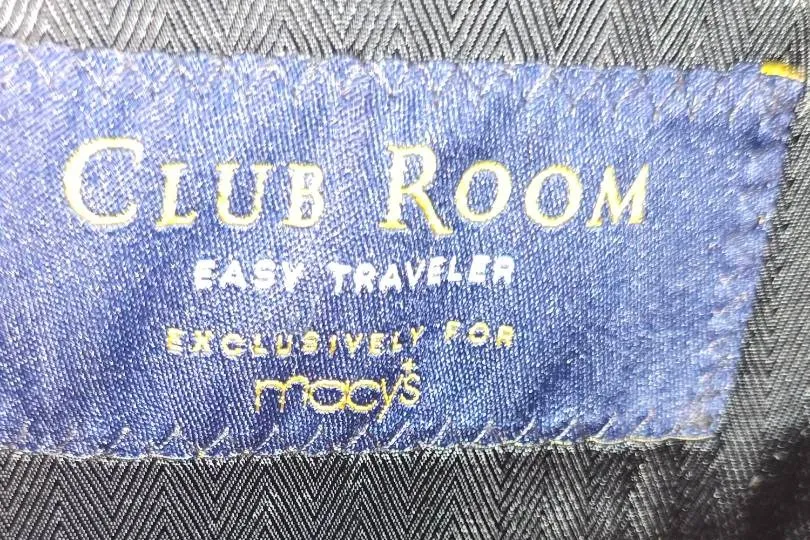 CLUB ROOM
EASY TRAVELER
EXCLUSIVELY FOR
macy's